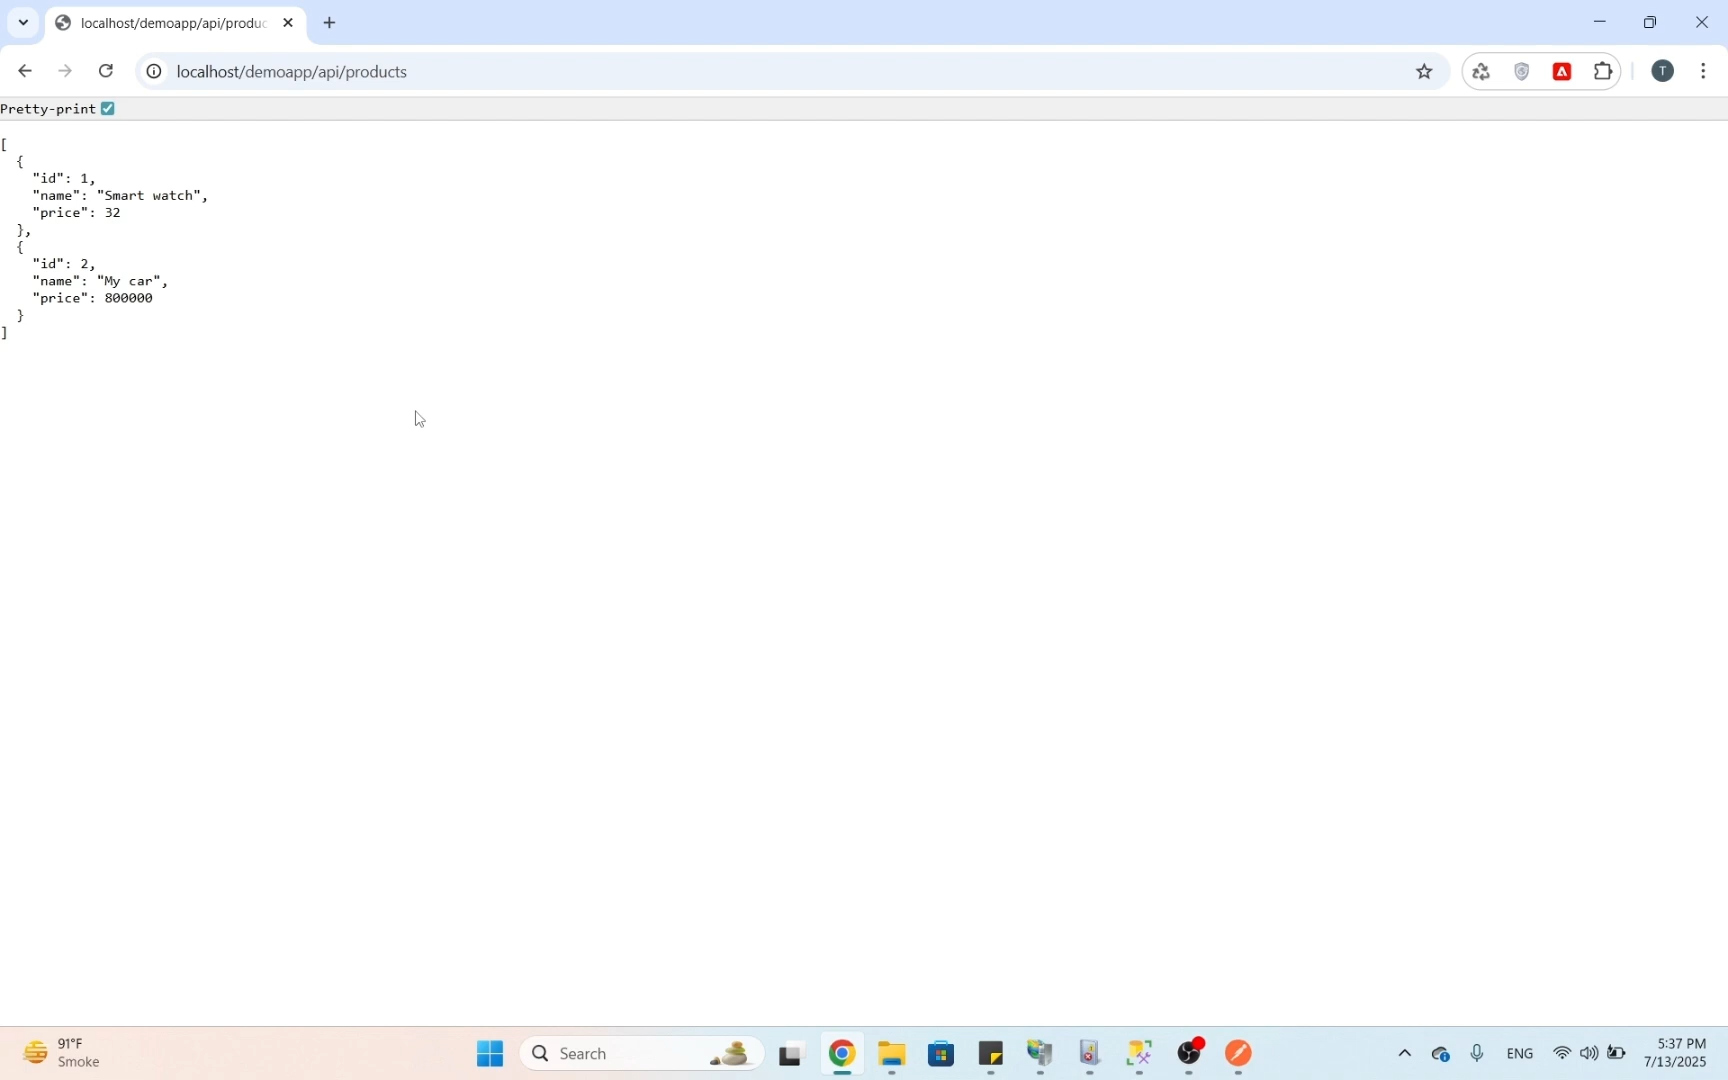 localhost/demoapp/api/produc
localhost/demoapp/api/products
T
Pretty-print
[
  {
    "id": 1,
    "name": "Smart watch",
    "price": 32
  },
  {
    "id": 2,
    "name": "My car",
    "price": 800000
  }
]
91°F
Smoke
Search
ENG
5:37 PM
7/13/2025